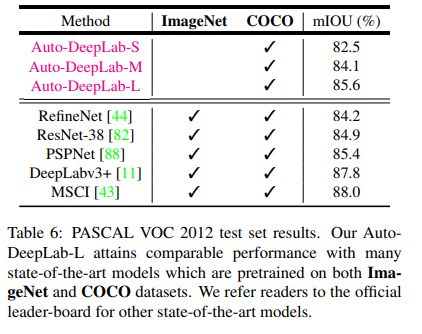 Method ImageNet COCO mIOU (%)
Auto-DeepLab-S ✓ 82.5
Auto-DeepLab-M ✓ 84.1
Auto-DeepLab-L ✓ 85.6
RefineNet [44] ✓ ✓ 84.2
ResNet-38 [82] ✓ ✓ 84.9
PSPNet [88] ✓ ✓ 85.4
DeepLabv3+ [11] ✓ ✓ 87.8
MSCI [43] ✓ ✓ 88.0
Table 6: PASCAL VOC 2012 test set results. Our Auto-
DeepLab-L attains comparable performance with many
state-of-the-art models which are pretrained on both Ima-
geNet and COCO datasets. We refer readers to the official
leader-board for other state-of-the-art models.